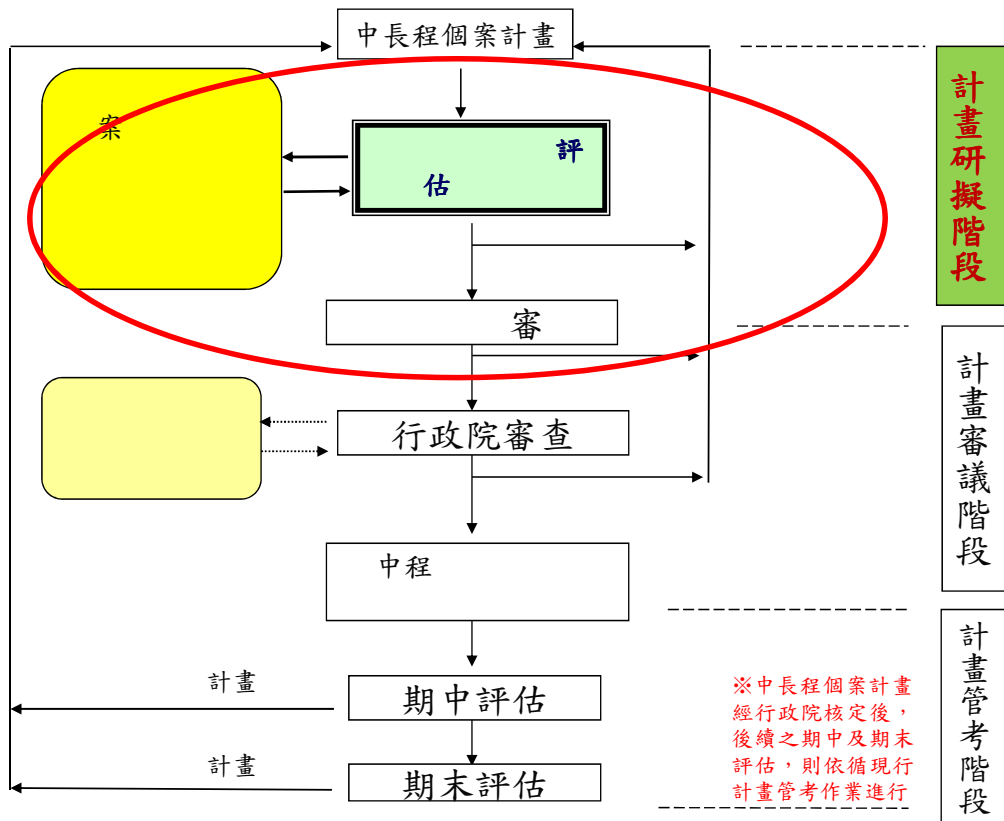 中長程個案計畫
案
評
估
審
行政院審查
中程
計畫
期中評估
計畫
期末評估
※中長程個案計畫
經行政院核定後，
後續之期中及期末
評估，則依循現行
計畫管考作業進行
計畫研擬階段
計畫審議階段
計畫管考階段